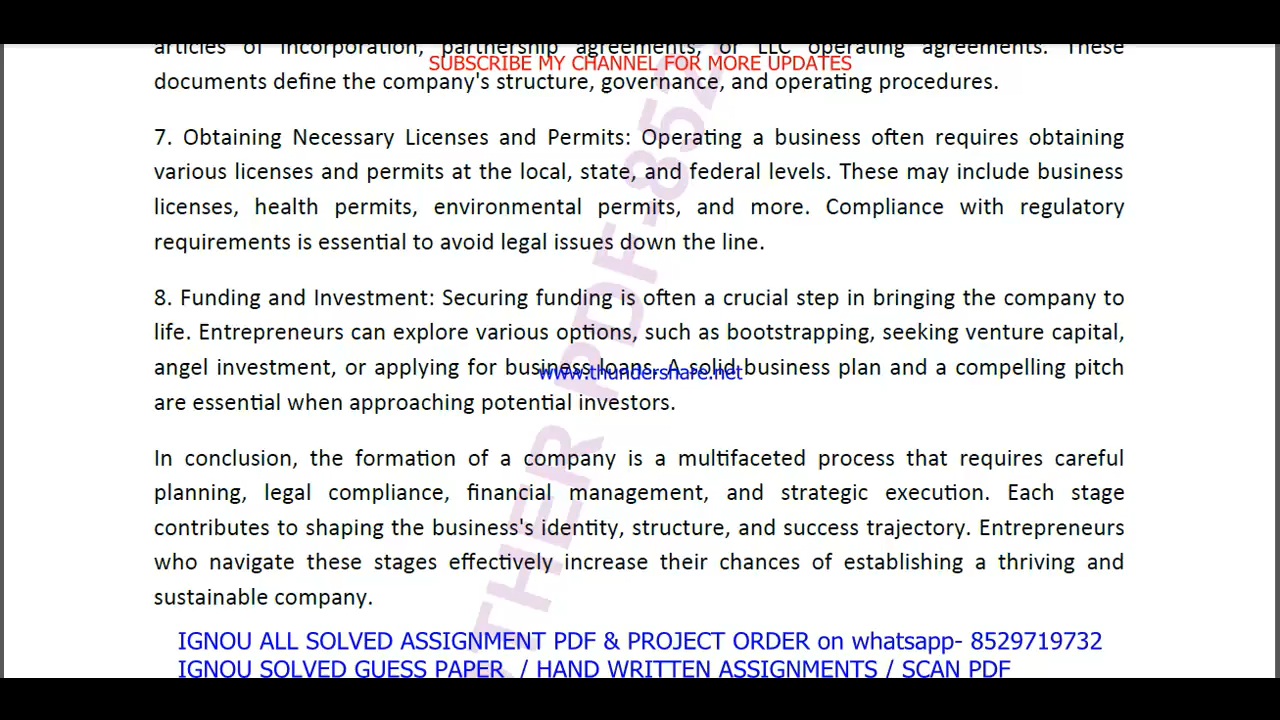 articles of incorporation, partnership agreements, or LLC operating agreements. These
SUBSCRIBE MY CHANNEL FOR MORE UPDATES
documents define the company's structure, governance, and operating procedures.
7. Obtaining Necessary Licenses and Permits: Operating a business often requires obtaining
various licenses and permits at the local, state, and federal levels. These may include business
licenses, health permits, environmental permits, and more. Compliance with regulatory
requirements is essential to avoid legal issues down the line.
8. Funding and Investment: Securing funding is often a crucial step in bringing the company to
life. Entrepreneurs can explore various options, such as bootstrapping, seeking venture capital,
angel investment, or applying for business loans. A solid business plan and a compelling pitch
www.thundershare.net
are essential when approaching potential investors.
In conclusion, the formation of a company is a multifaceted process that requires careful
planning, legal compliance, financial management, and strategic execution. Each stage
contributes to shaping the business's identity, structure, and success trajectory. Entrepreneurs
who navigate these stages effectively increase their chances of establishing a thriving and
sustainable company.
IGNOU ALL SOLVED ASSIGNMENT PDF & PROJECT ORDER on whatsapp- 8529719732
IGNOU SOLVED GUESS PAPER / HAND WRITTEN ASSIGNMENTS / SCAN PDF